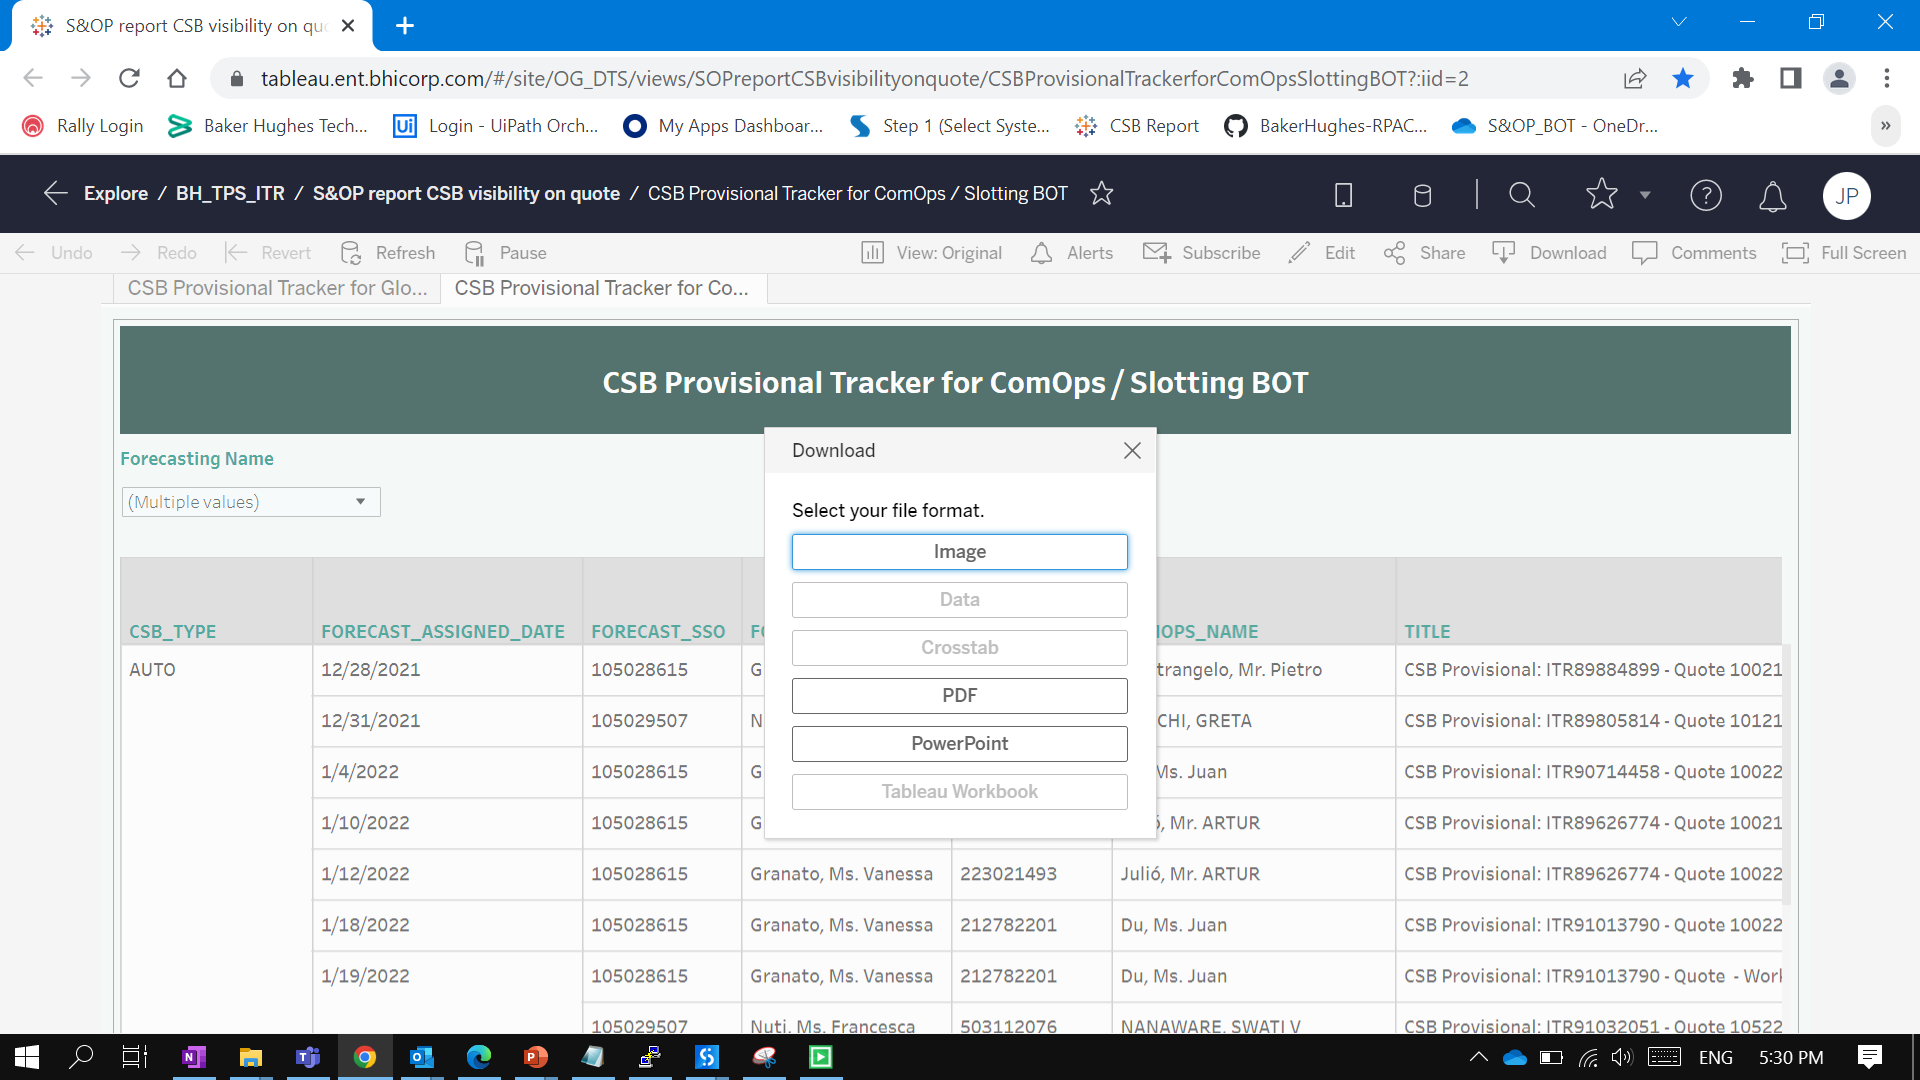 S&OP report CSB visibility on qu
tableau.ent.bhicorp.com/#/site/OG_DTS/views/SOPreportCSBvisibilityonquote/CSBProvisionalTrackerforComOpsSlottingBOT?:iid=2
Rally Login Baker Hughes Tech... Login - UiPath Orch... My Apps Dashboar... Step 1 (Select Syste... CSB Report BakerHughes-RPAC... S&OP_BOT - OneDr... »
Explore / BH_TPS_ITR / S&OP report CSB visibility on quote / CSB Provisional Tracker for ComOps / Slotting BOT JP
Undo Redo Revert Refresh Pause View: Original Alerts Subscribe Edit Share Download Comments Full Screen
CSB Provisional Tracker for Glo... CSB Provisional Tracker for Co...
CSB Provisional Tracker for ComOps / Slotting BOT
Forecasting Name
(Multiple values)
Download
Select your file format.
Image
Data
Crosstab
PDF
PowerPoint
Tableau Workbook
CSB_TYPE FORECAST_ASSIGNED_DATE FORECAST_SSO FO OPS_NAME TITLE
AUTO 12/28/2021 105028615 G trangelo, Mr. Pietro CSB Provisional: ITR89884899 - Quote 10021
12/31/2021 105029507 N CHI, GRETA CSB Provisional: ITR89805814 - Quote 10121
1/4/2022 105028615 G Ms. Juan CSB Provisional: ITR90714458 - Quote 10022
1/10/2022 105028615 G ó, Mr. ARTUR CSB Provisional: ITR89626774 - Quote 10021
1/12/2022 105028615 Granato, Ms. Vanessa 223021493 Julió, Mr. ARTUR CSB Provisional: ITR89626774 - Quote 10022
1/18/2022 105028615 Granato, Ms. Vanessa 212782201 Du, Ms. Juan CSB Provisional: ITR91013790 - Quote 10022
1/19/2022 105028615 Granato, Ms. Vanessa 212782201 Du, Ms. Juan CSB Provisional: ITR91013790 - Quote - Work
105029507 Nuti, Ms. Francesca 503112076 NANAWARE, SWATI V CSB Provisional: ITR91032051 - Quote 10522
ENG 5:30 PM